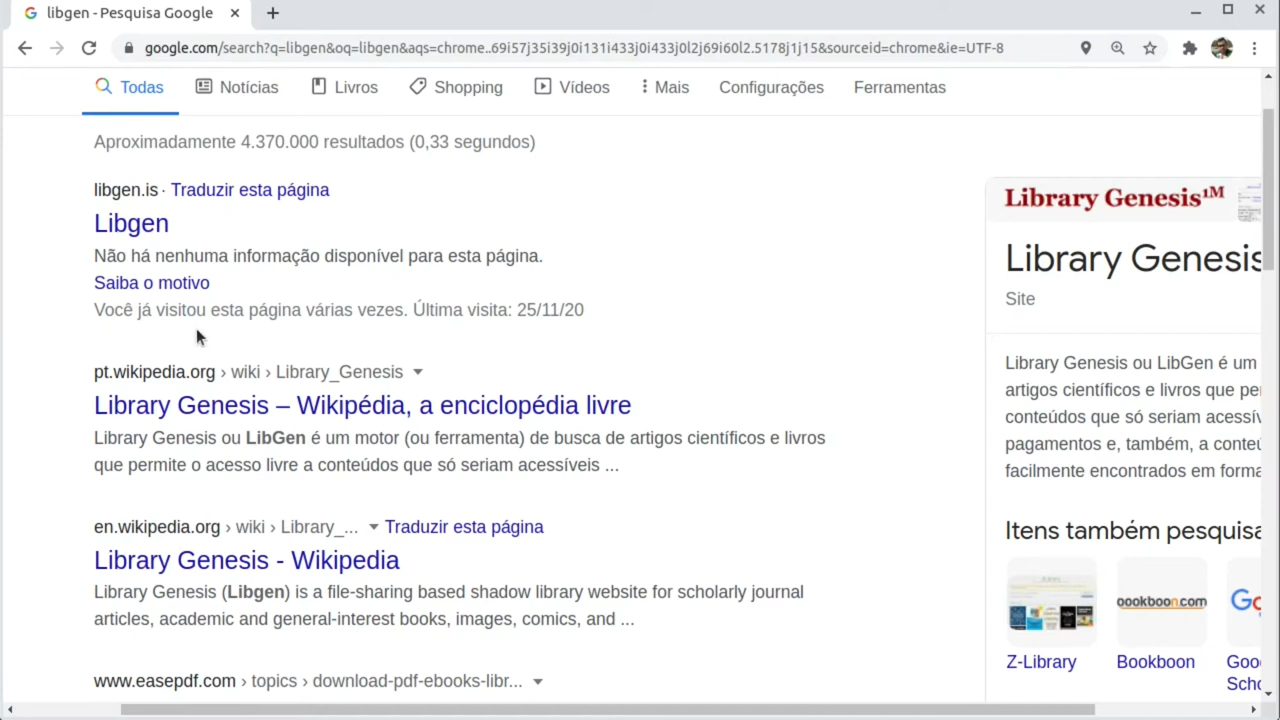 libgen - Pesquisa Google
google.com/search?q=libgen&oq=libgen&aqs=chrome..69i57j35i39j0i131i433j0i433j0l2j69i60l2.5178j1j15&sourceid=chrome&ie=UTF-8
Todas Notícias Livros Shopping Vídeos Mais Configurações Ferramentas
Aproximadamente 4.370.000 resultados (0,33 segundos)
libgen.is · Traduzir esta página
Libgen
Não há nenhuma informação disponível para esta página.
Saiba o motivo
Você já visitou esta página várias vezes. Última visita: 25/11/20
pt.wikipedia.org › wiki › Library_Genesis
Library Genesis – Wikipédia, a enciclopédia livre
Library Genesis ou LibGen é um motor (ou ferramenta) de busca de artigos científicos e livros
que permite o acesso livre a conteúdos que só seriam acessíveis ...
en.wikipedia.org › wiki › Library_... Traduzir esta página
Library Genesis - Wikipedia
Library Genesis (Libgen) is a file-sharing based shadow library website for scholarly journal
articles, academic and general-interest books, images, comics, and ...
www.easepdf.com › topics › download-pdf-ebooks-libr...
Library Genesis1M
Library Genesis
Site
Library Genesis ou LibGen é um
artigos científicos e livros que pe
conteúdos que só seriam acessív
pagamentos e, também, a conteú
facilmente encontrados em forma
Itens também pesquisa
bookboon.com
Z-Library Bookboon Goo
Scho